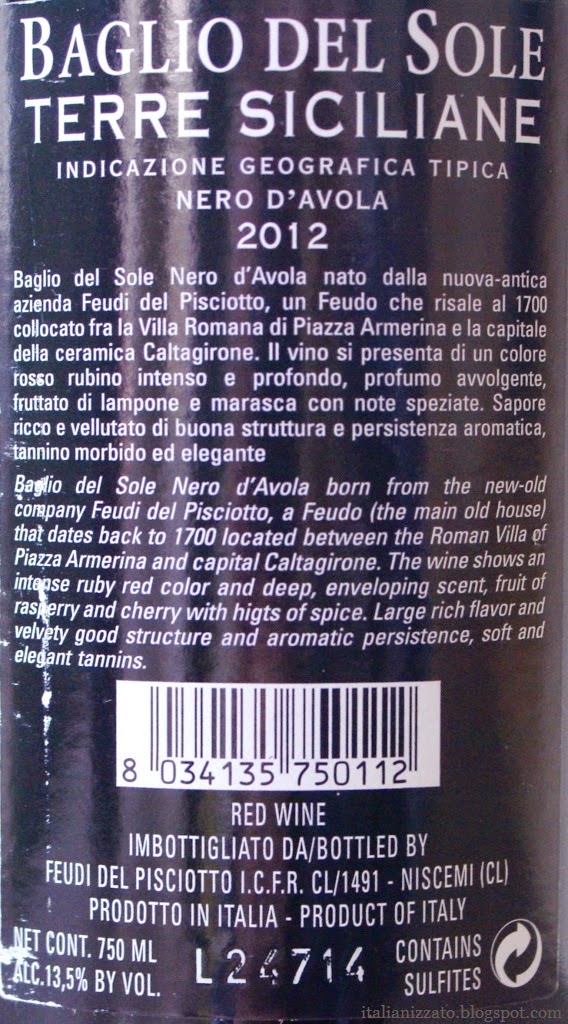 BAGLIO DEL SOLE
TERRE SICILIANE
INDICAZIONE GEOGRAFICA TIPICA
NERO D'AVOLA
2012
Baglio del Sole Nero d'Avola nato dalla nuova-antica
azienda Feudi del Pisciotto, un Feudo che risale al 1700
collocato fra la Villa Romana di Piazza Armerina e la capitale
della ceramica Caltagirone. Il vino si presenta di un colore
rosso rubino intenso e profondo, profumo avvolgente,
fruttato di lampone e marasca con note speziate. Sapore
ricco e vellutato di buona struttura e persistenza aromatica,
tannino morbido ed elegante
Baglio del Sole Nero d'Avola born from the new-old
company Feudi del Pisciotto, a Feudo (the main old house)
that dates back to 1700 located between the Roman Villa of
Piazza Armerina and capital Caltagirone. The wine shows an
intense ruby red color and deep, enveloping scent, fruit of
rasperry and cherry with higts of spice. Large rich flavor and
velvety good structure and aromatic persistence, soft and
elegant tannins.
8 034135 750112
RED WINE
IMBOTTIGLIATO DA/BOTTLED BY
FEUDI DEL PISCIOTTO I.C.F.R. CL/1491 - NISCEMI (CL)
PRODOTTO IN ITALIA - PRODUCT OF ITALY
NET CONT. 750 ML
ALC.13,5% BY VOL.
L24714
CONTAINS
SULFITES
italianizzato.blogspot.com